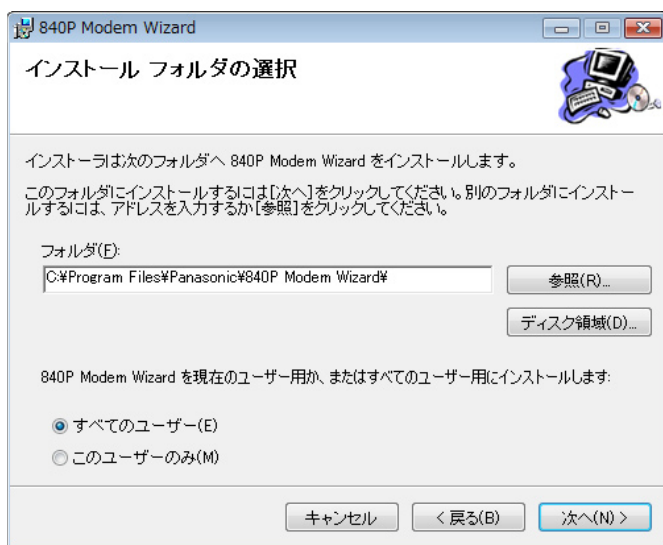 840P Modem Wizard
インストール フォルダの選択
インストーラは次のフォルダへ 840P Modem Wizard をインストールします。
このフォルダにインストールするには[次へ]をクリックしてください。別のフォルダにインストー
ルするには、アドレスを入力するか[参照]をクリックしてください。
フォルダ(F):
C:¥Program Files¥Panasonic¥840P Modem Wizard¥
参照(R)...
ディスク領域(D)...
840P Modem Wizard を現在のユーザー用か、またはすべてのユーザー用にインストールします:
すべてのユーザー(E)
このユーザーのみ(M)
キャンセル
< 戻る(B)
次へ(N) >